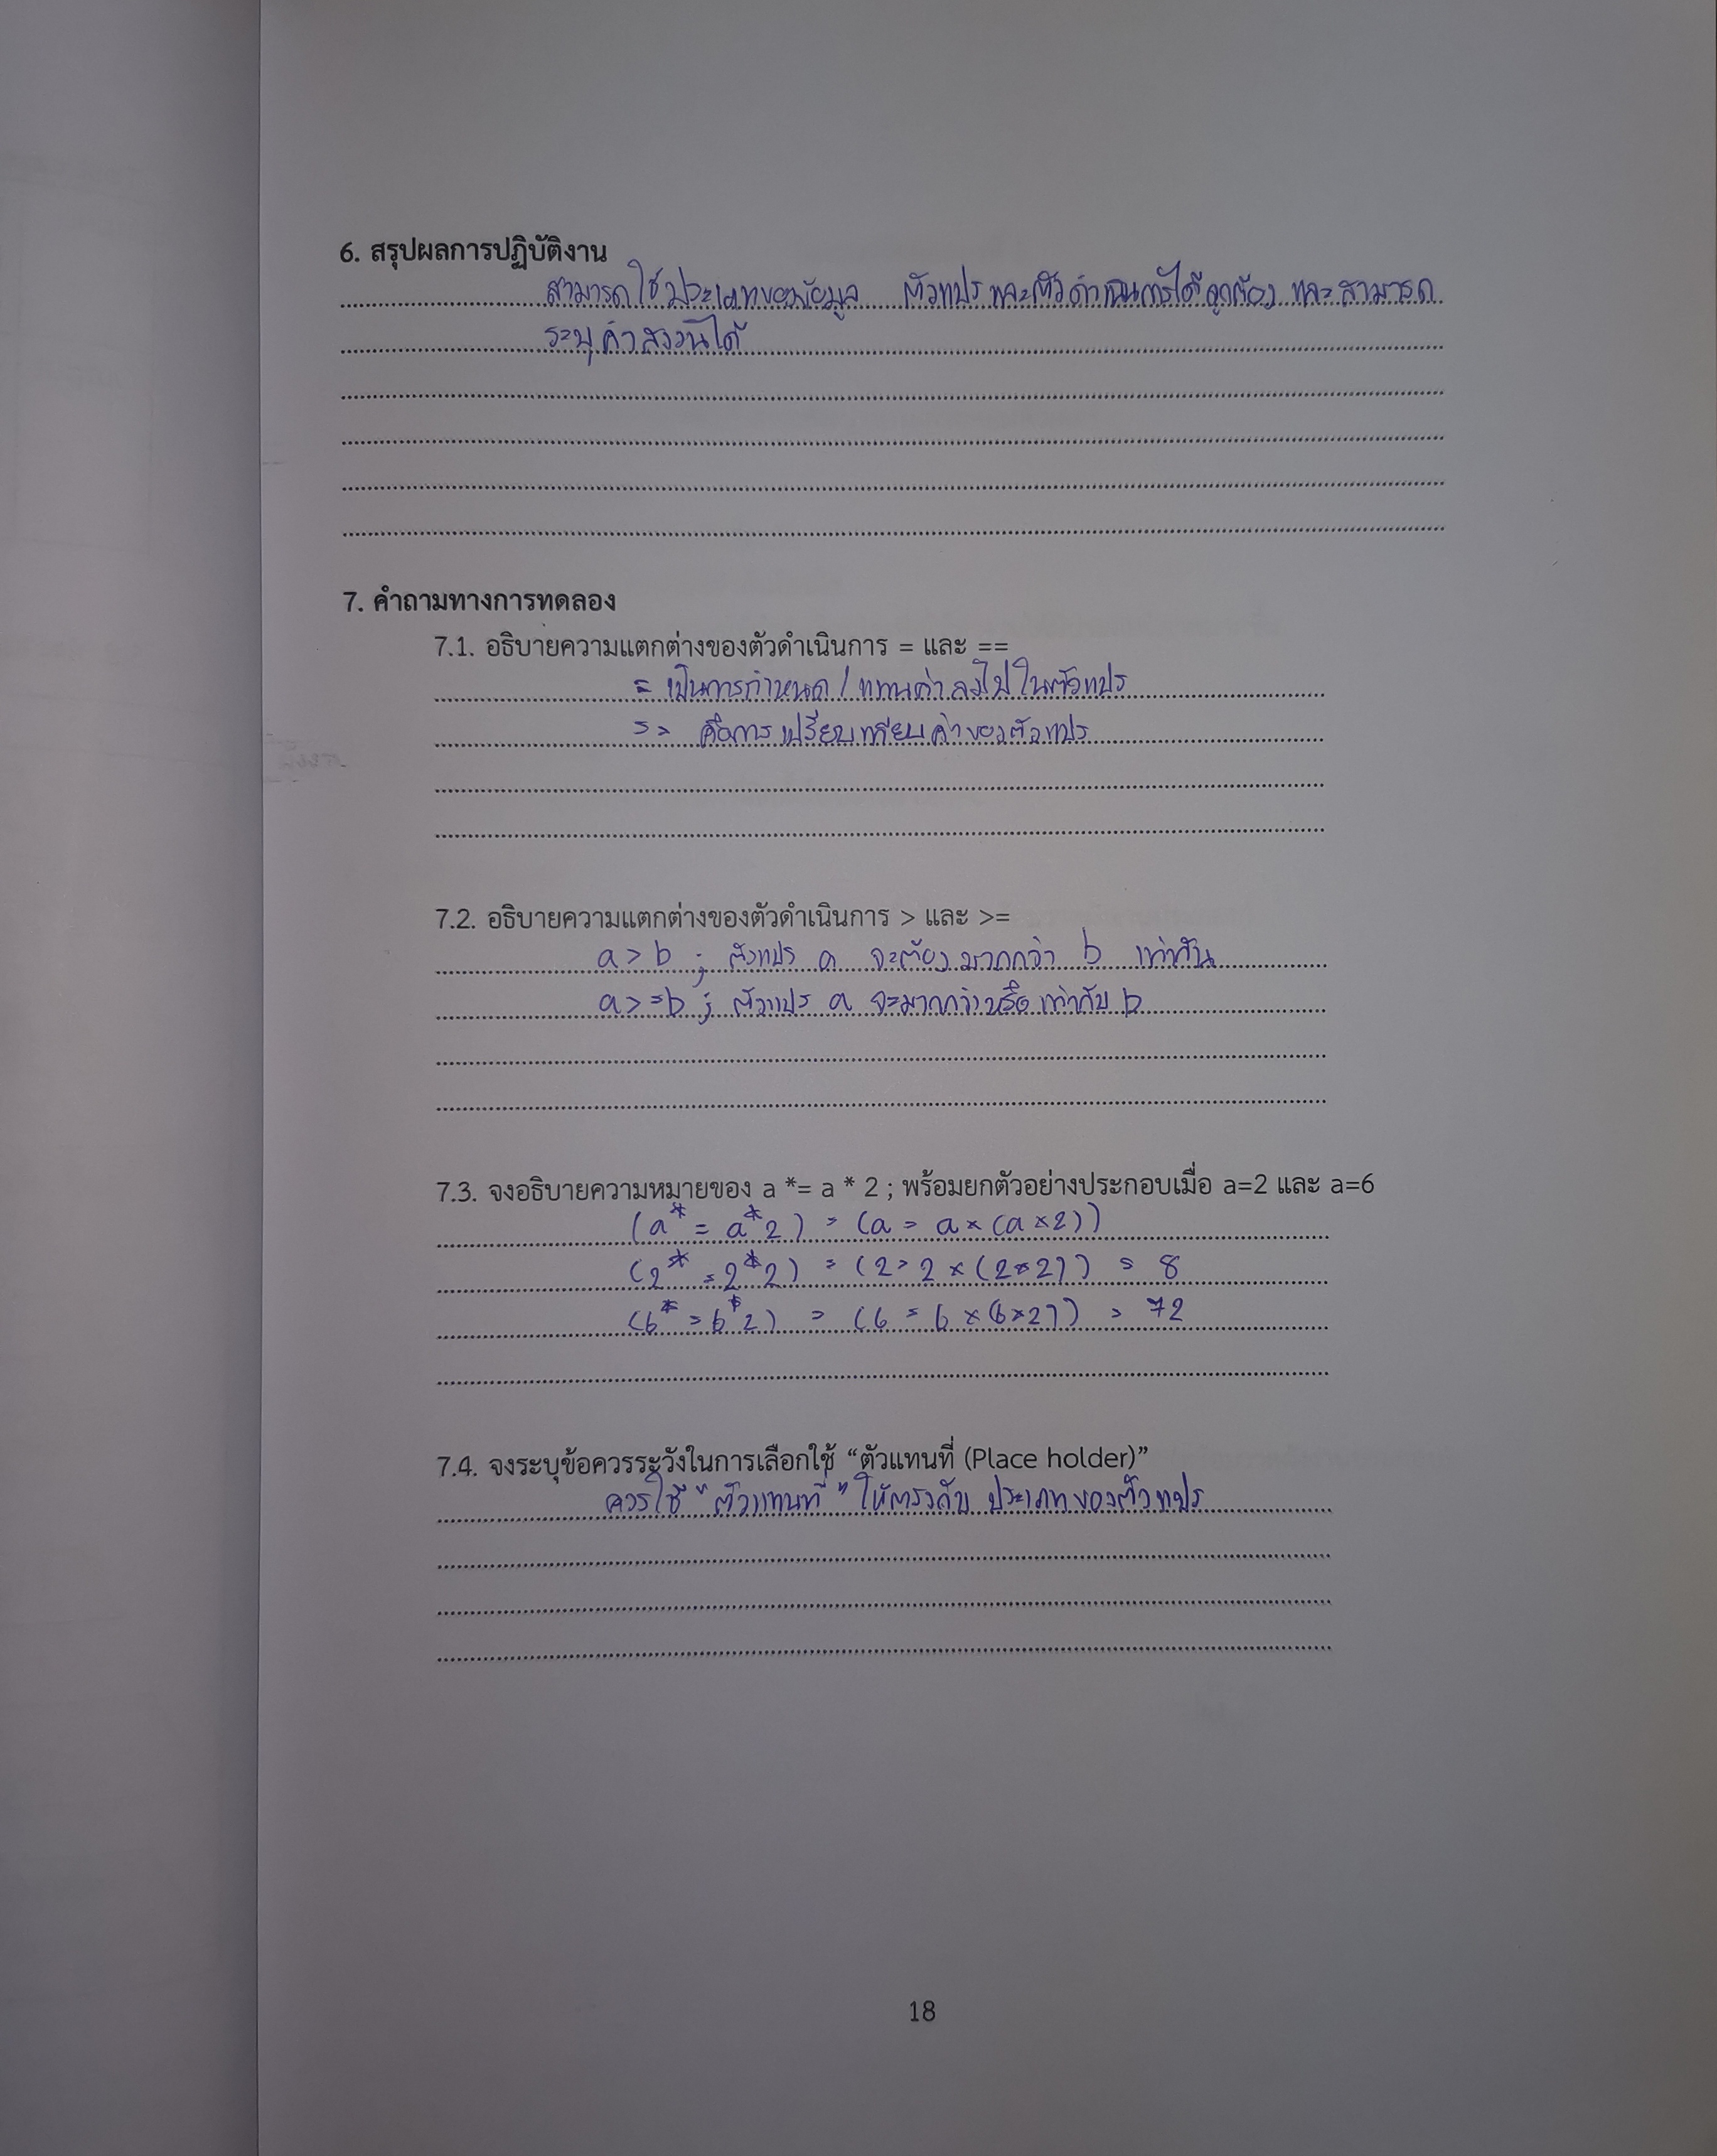 6. สรุปผลการปฏิบัติงาน
สามารถใช้ประเภทของข้อมูล ตัวแปร และตัวดำเนินการได้ถูกต้อง และสามารถ
ระบุคำสงวนได้
7. คำถามทางการทดลอง
7.1. อธิบายความแตกต่างของตัวดำเนินการ = และ ==
= เป็นการกำหนด / แทนค่าลงไปในตัวแปร
== คือการเปรียบเทียบค่าของตัวแปร
7.2. อธิบายความแตกต่างของตัวดำเนินการ > และ >=
a > b ; ตัวแปร a จะต้องมากกว่า b เท่านั้น
a >= b ; ตัวแปร a จะมากกว่าหรือเท่ากับ b
7.3. จงอธิบายความหมายของ a *= a * 2 ; พร้อมยกตัวอย่างประกอบเมื่อ a=2 และ a=6
(a* = a*2) = (a = a × (a × 2))
(2* = 2*2) = (2 = 2 × (2×2)) = 8
(6* = 6*2) = (6 = 6 × (6×2)) = 72
7.4. จงระบุข้อควรระวังในการเลือกใช้ “ตัวแทนที่ (Place holder)”
ควรใช้ "ตัวแทนที่" ให้ตรงกับ ประเภทของตัวแปร
18